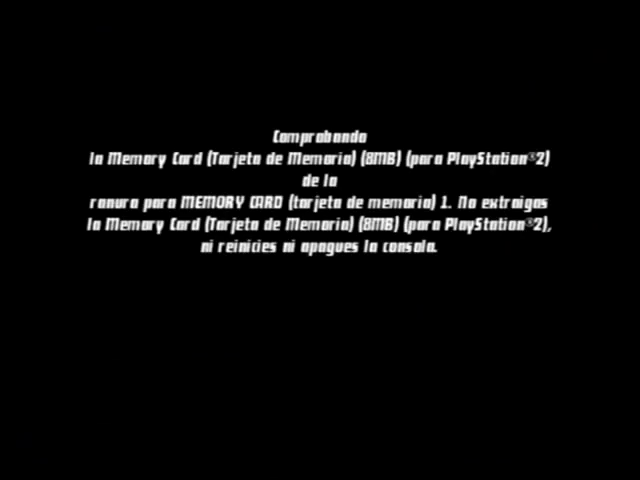 Comprobando
la Memory Card (Tarjeta de Memoria) (8MB) (para PlayStation®2)
de la
ranura para MEMORY CARD (tarjeta de memoria) 1. No extraigas
la Memory Card (Tarjeta de Memoria) (8MB) (para PlayStation®2),
ni reinicies ni apagues la consola.